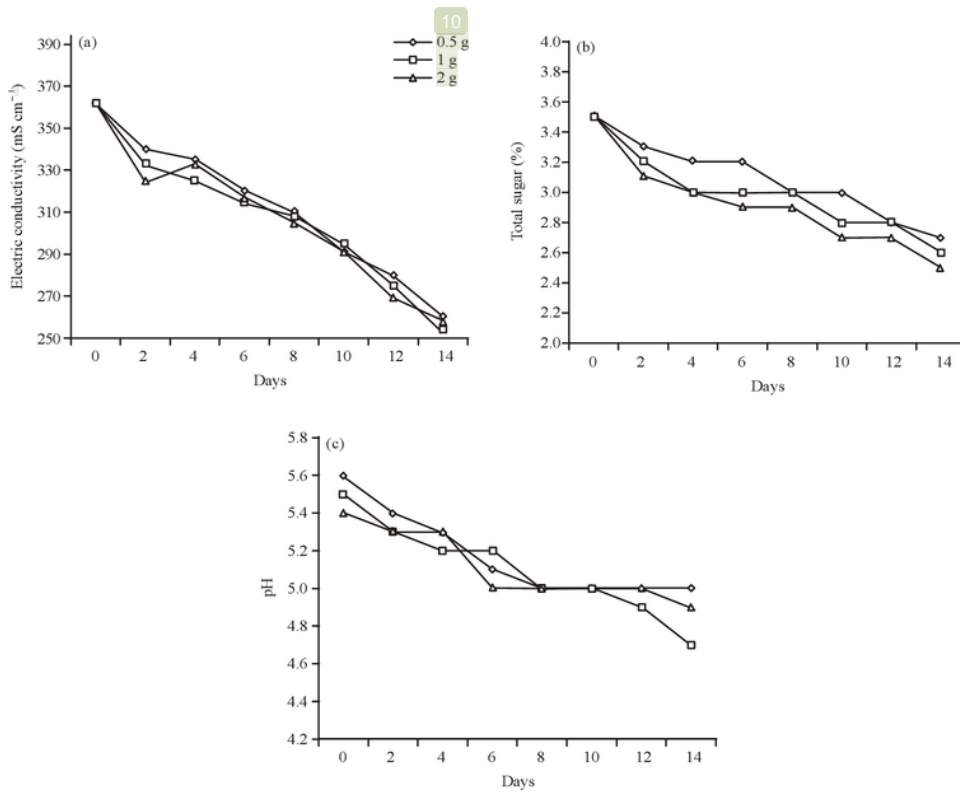 10
(a)
0.5 g
1 g
2 g
Electric conductivity (mS cm⁻¹)
390
370
350
330
310
290
270
250
0 2 4 6 8 10 12 14
Days
(b)
Total sugar (%)
4.0
3.8
3.6
3.4
3.2
3.0
2.8
2.6
2.4
2.2
2.0
0 2 4 6 8 10 12 14
Days
(c)
pH
5.8
5.6
5.4
5.2
5.0
4.8
4.6
4.4
4.2
0 2 4 6 8 10 12 14
Days